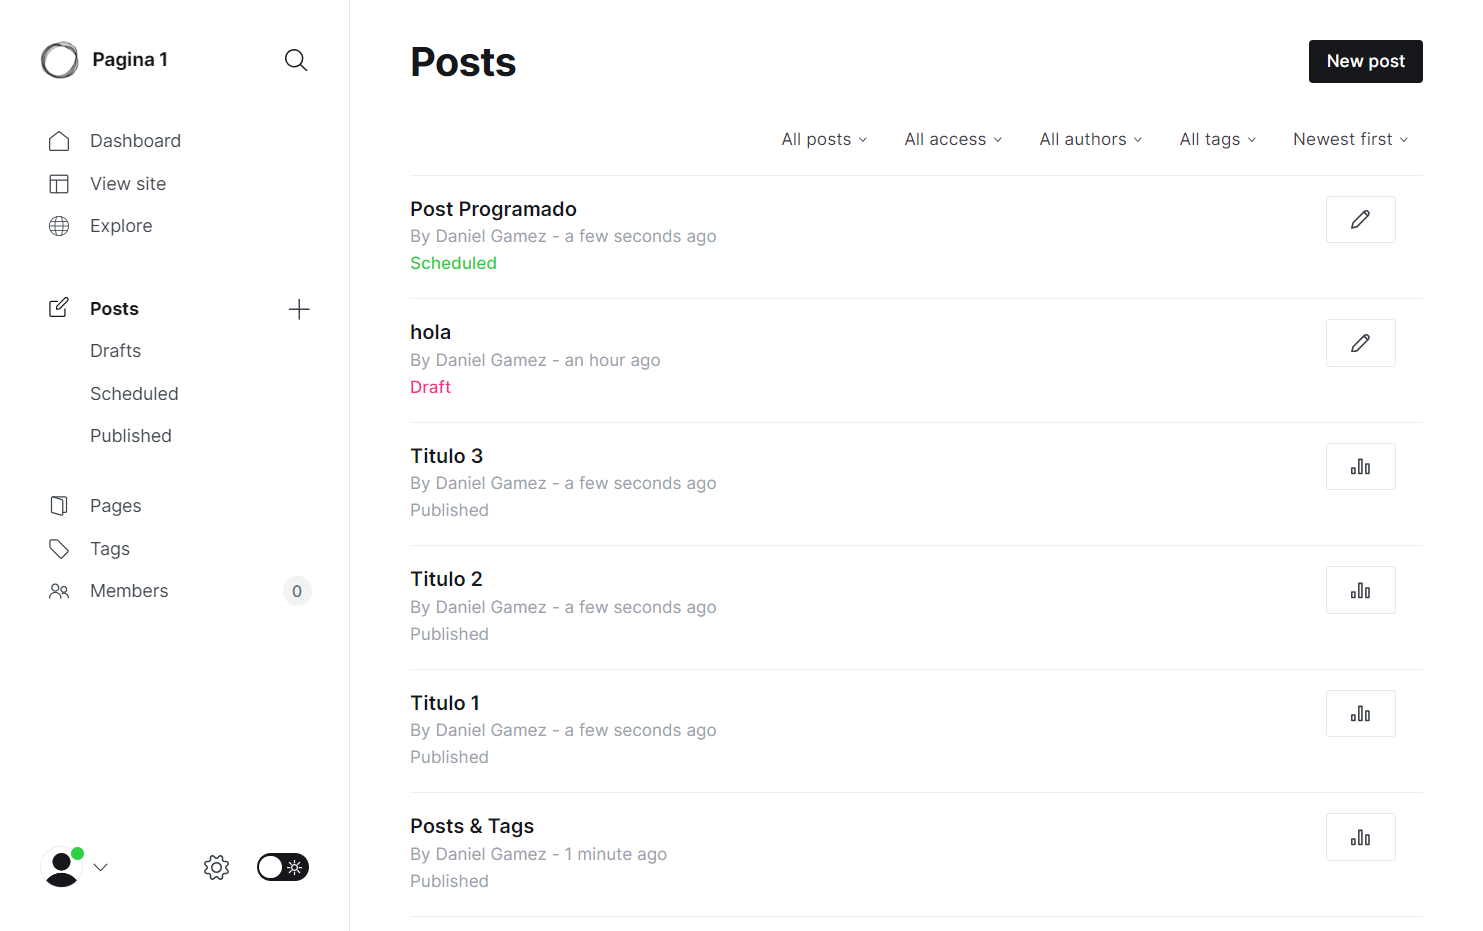 Pagina 1
Dashboard
View site
Explore
Posts
Drafts
Scheduled
Published
Pages
Tags
Members 0
Posts
New post
All posts All access All authors All tags Newest first
Post Programado
By Daniel Gamez - a few seconds ago
Scheduled
hola
By Daniel Gamez - an hour ago
Draft
Titulo 3
By Daniel Gamez - a few seconds ago
Published
Titulo 2
By Daniel Gamez - a few seconds ago
Published
Titulo 1
By Daniel Gamez - a few seconds ago
Published
Posts & Tags
By Daniel Gamez - 1 minute ago
Published